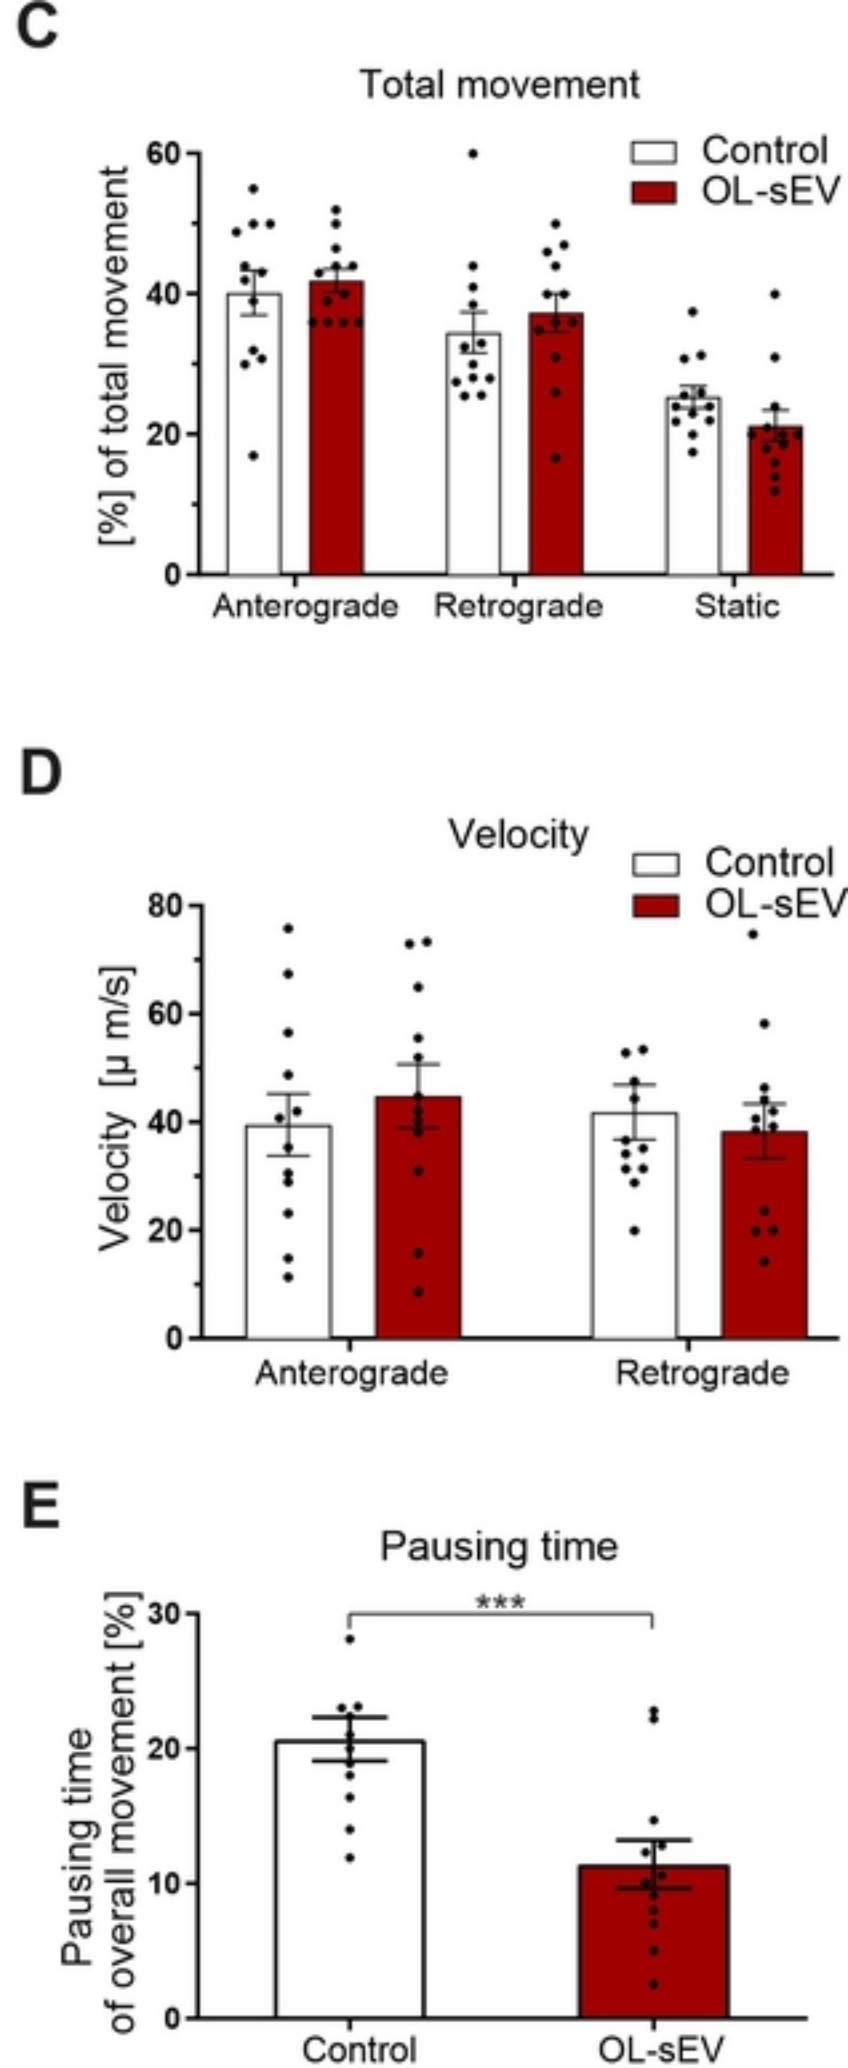 C
Total movement
Control
OL-sEV
[%] of total movement
60
40
20
0
Anterograde Retrograde Static
D
Velocity
Control
OL-sEV
Velocity [µ m/s]
80
60
40
20
0
Anterograde Retrograde
E
Pausing time
***
Pausing time
of overall movement [%]
30
20
10
0
Control OL-sEV